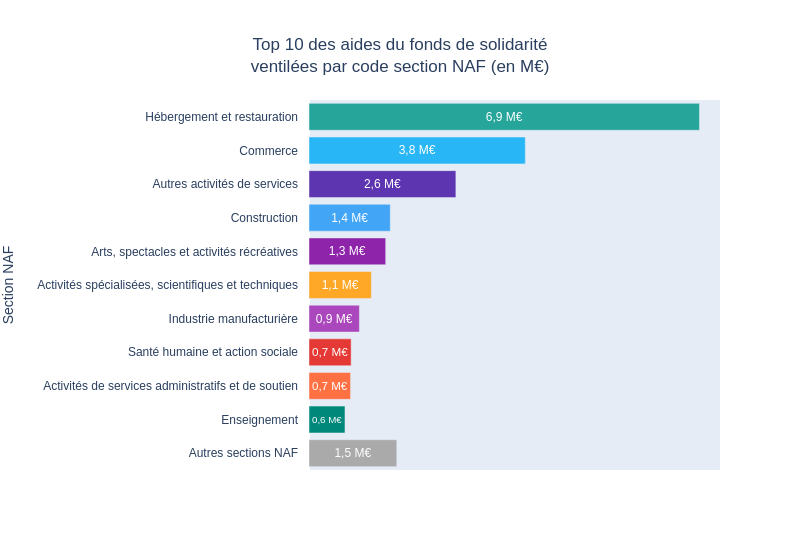 Top 10 des aides du fonds de solidarité
ventilées par code section NAF (en M€)
Section NAF
Hébergement et restauration 6,9 M€
Commerce 3,8 M€
Autres activités de services 2,6 M€
Construction 1,4 M€
Arts, spectacles et activités récréatives 1,3 M€
Activités spécialisées, scientifiques et techniques 1,1 M€
Industrie manufacturière 0,9 M€
Santé humaine et action sociale 0,7 M€
Activités de services administratifs et de soutien 0,7 M€
Enseignement 0,6 M€
Autres sections NAF 1,5 M€